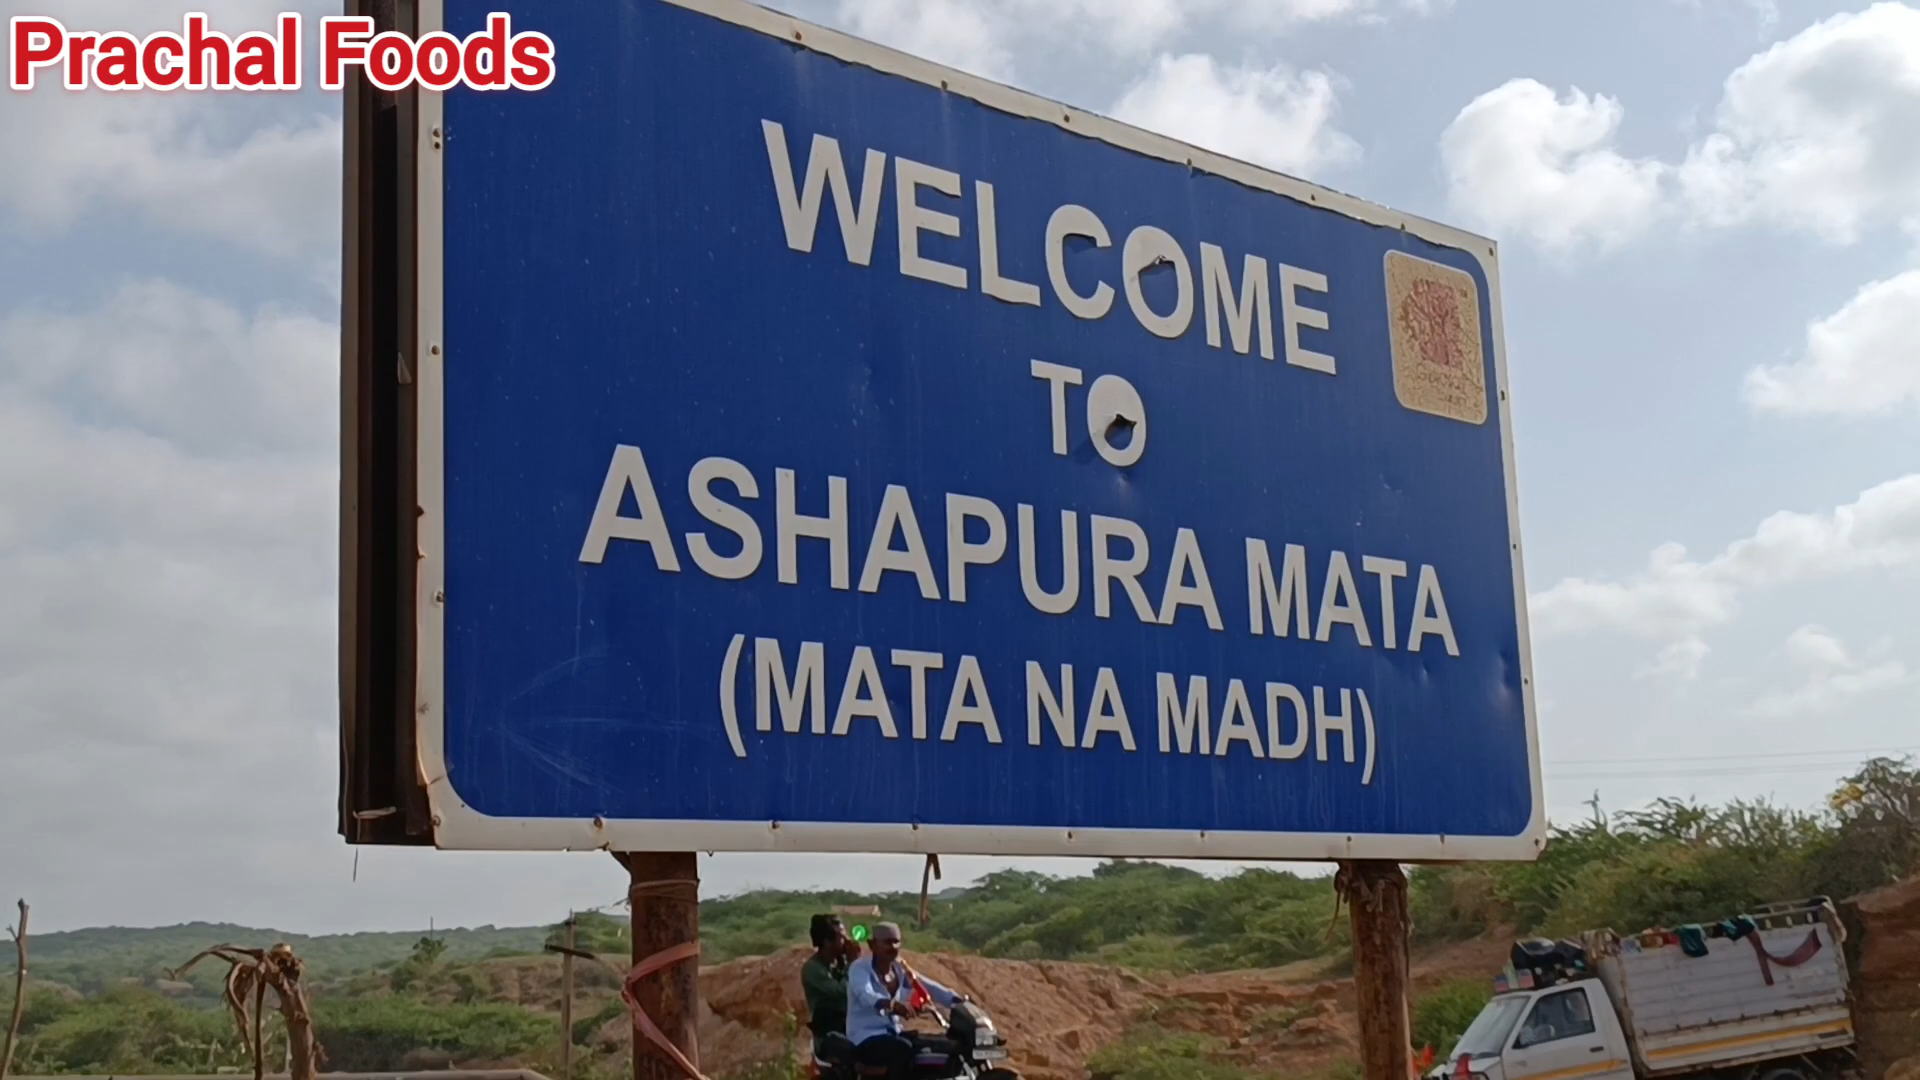 Prachal Foods
WELCOME
TO
ASHAPURA MATA
(MATA NA MADH)